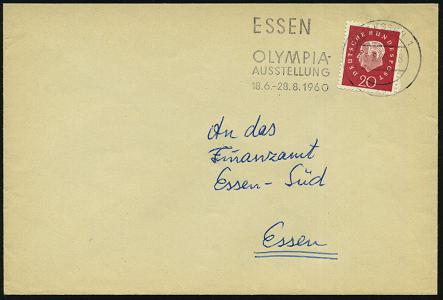 ESSEN
OLYMPIA-
AUSSTELLUNG
18.6.-28.8.1960
DEUTSCHE BUNDESPOST
20
An das
Finanzamt
Essen-Süd
Essen